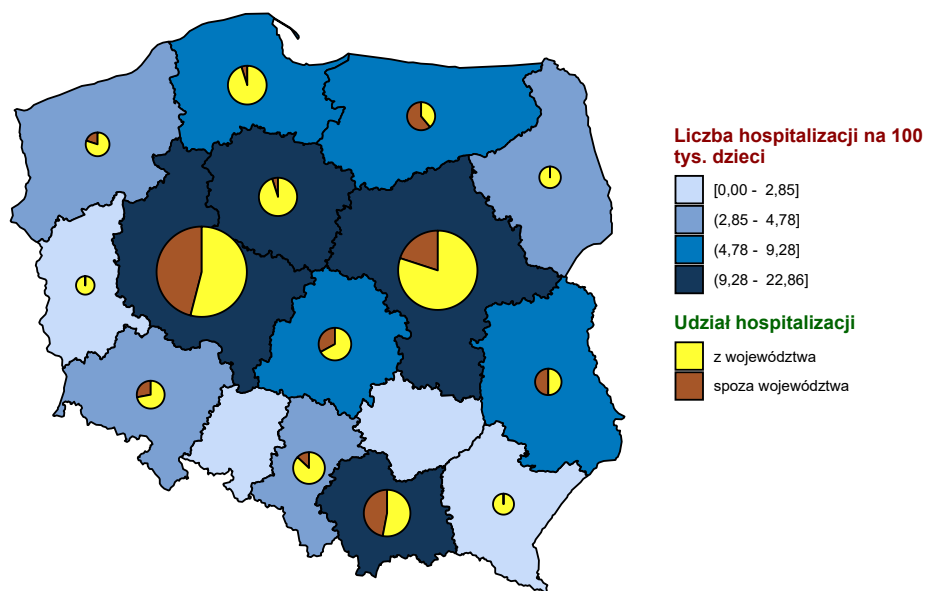 Liczba hospitalizacji na 100
tys. dzieci
[0,00 - 2,85]
(2,85 - 4,78]
(4,78 - 9,28]
(9,28 - 22,86]
Udział hospitalizacji
z województwa
spoza województwa